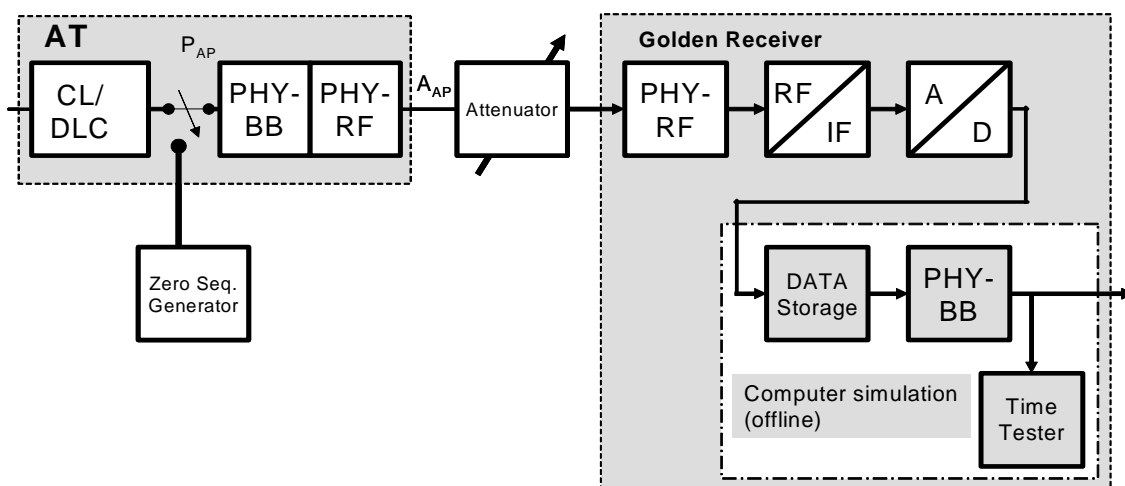 AT
P_AP
CL/
DLC
PHY-
BB
PHY-
RF
A_AP
Attenuator
Zero Seq.
Generator
Golden Receiver
PHY-
RF
RF
IF
A
D
DATA
Storage
PHY-
BB
Computer simulation
(offline)
Time
Tester